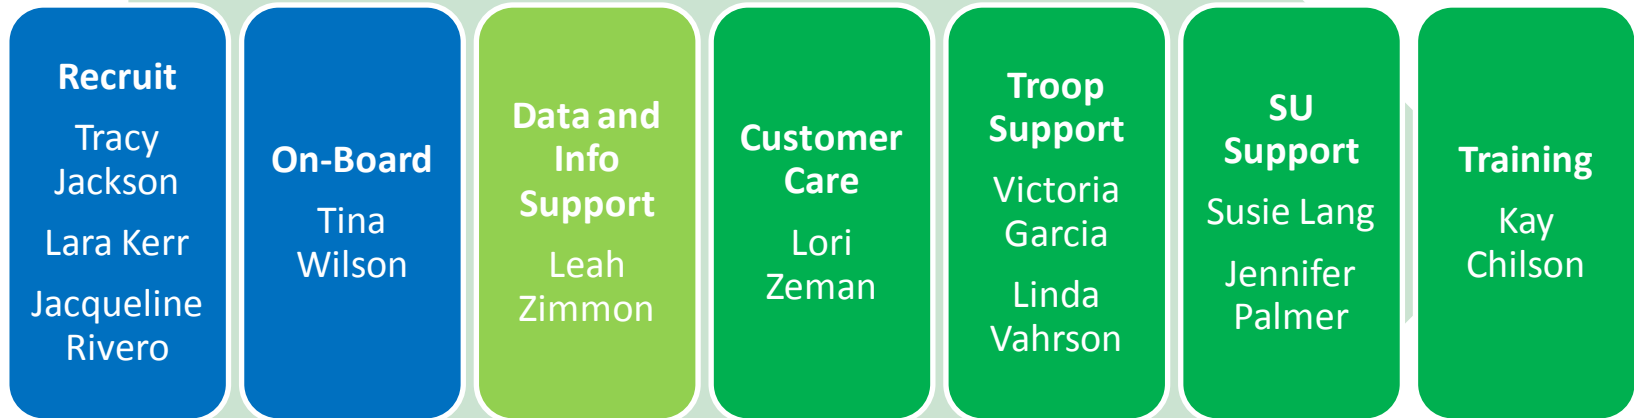 Recruit
Tracy
Jackson
Lara Kerr
Jacqueline
Rivero
On-Board
Tina
Wilson
Data and
Info
Support
Leah
Zimmon
Customer
Care
Lori
Zeman
Troop
Support
Victoria
Garcia
Linda
Vahrson
SU
Support
Susie Lang
Jennifer
Palmer
Training
Kay
Chilson